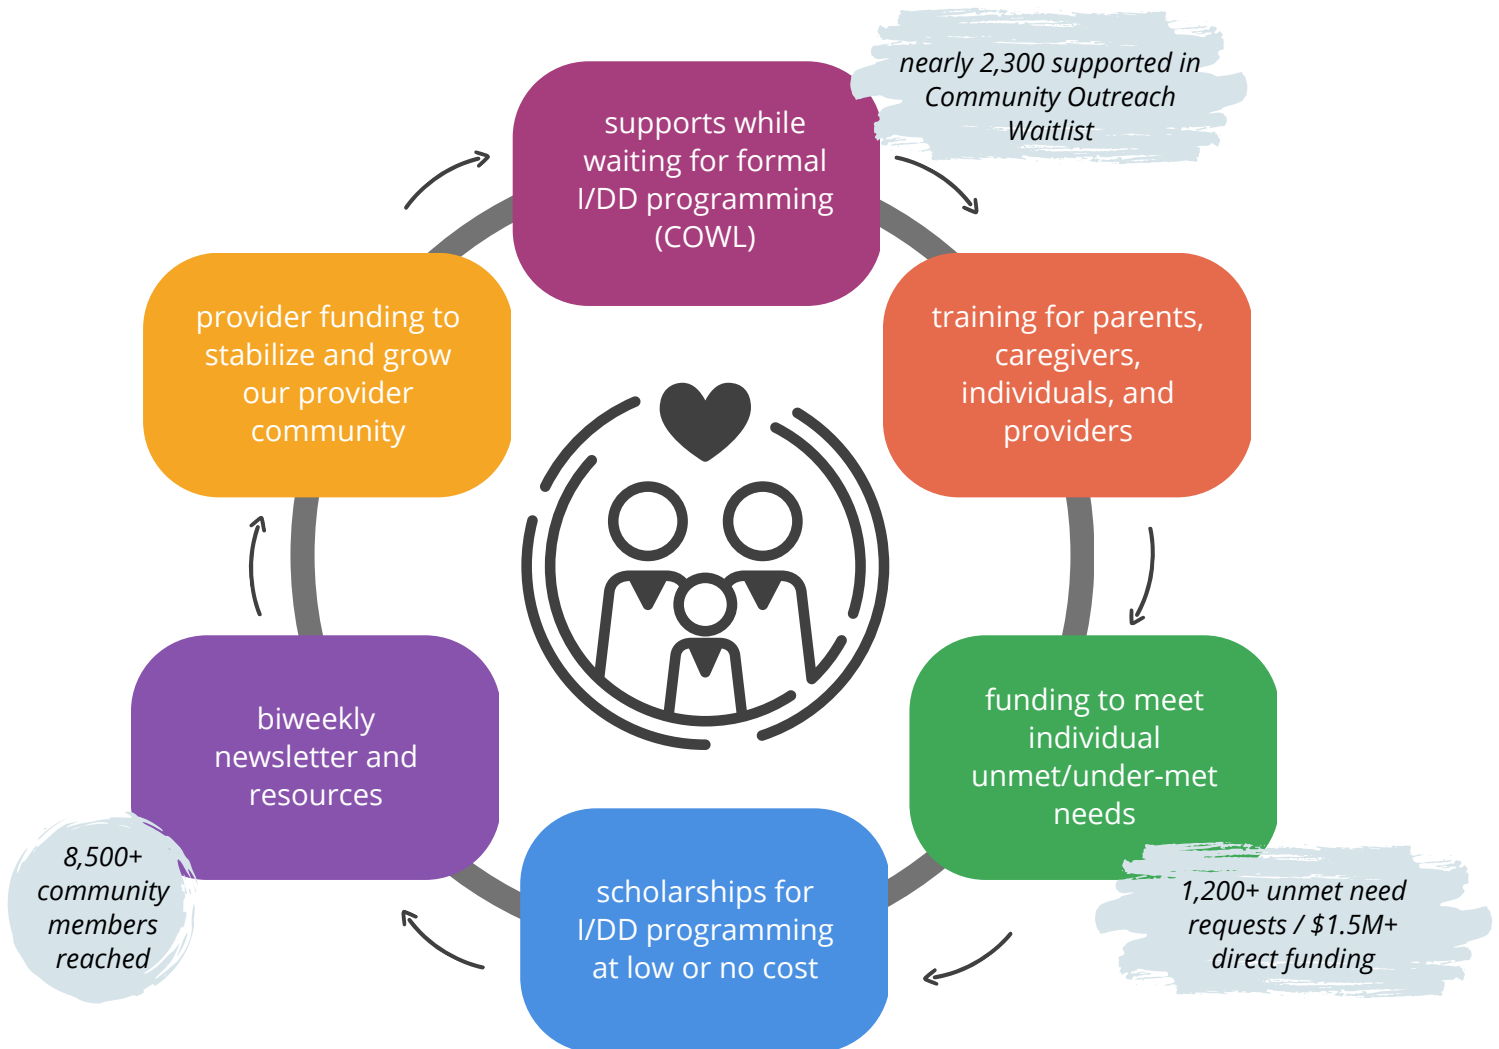 nearly 2,300 supported in
Community Outreach
Waitlist
supports while
waiting for formal
I/DD programming
(COWL)
training for parents,
caregivers,
individuals, and
providers
funding to meet
individual
unmet/under-met
needs
1,200+ unmet need
requests / $1.5M+
direct funding
scholarships for
I/DD programming
at low or no cost
biweekly
newsletter and
resources
8,500+
community
members
reached
provider funding to
stabilize and grow
our provider
community